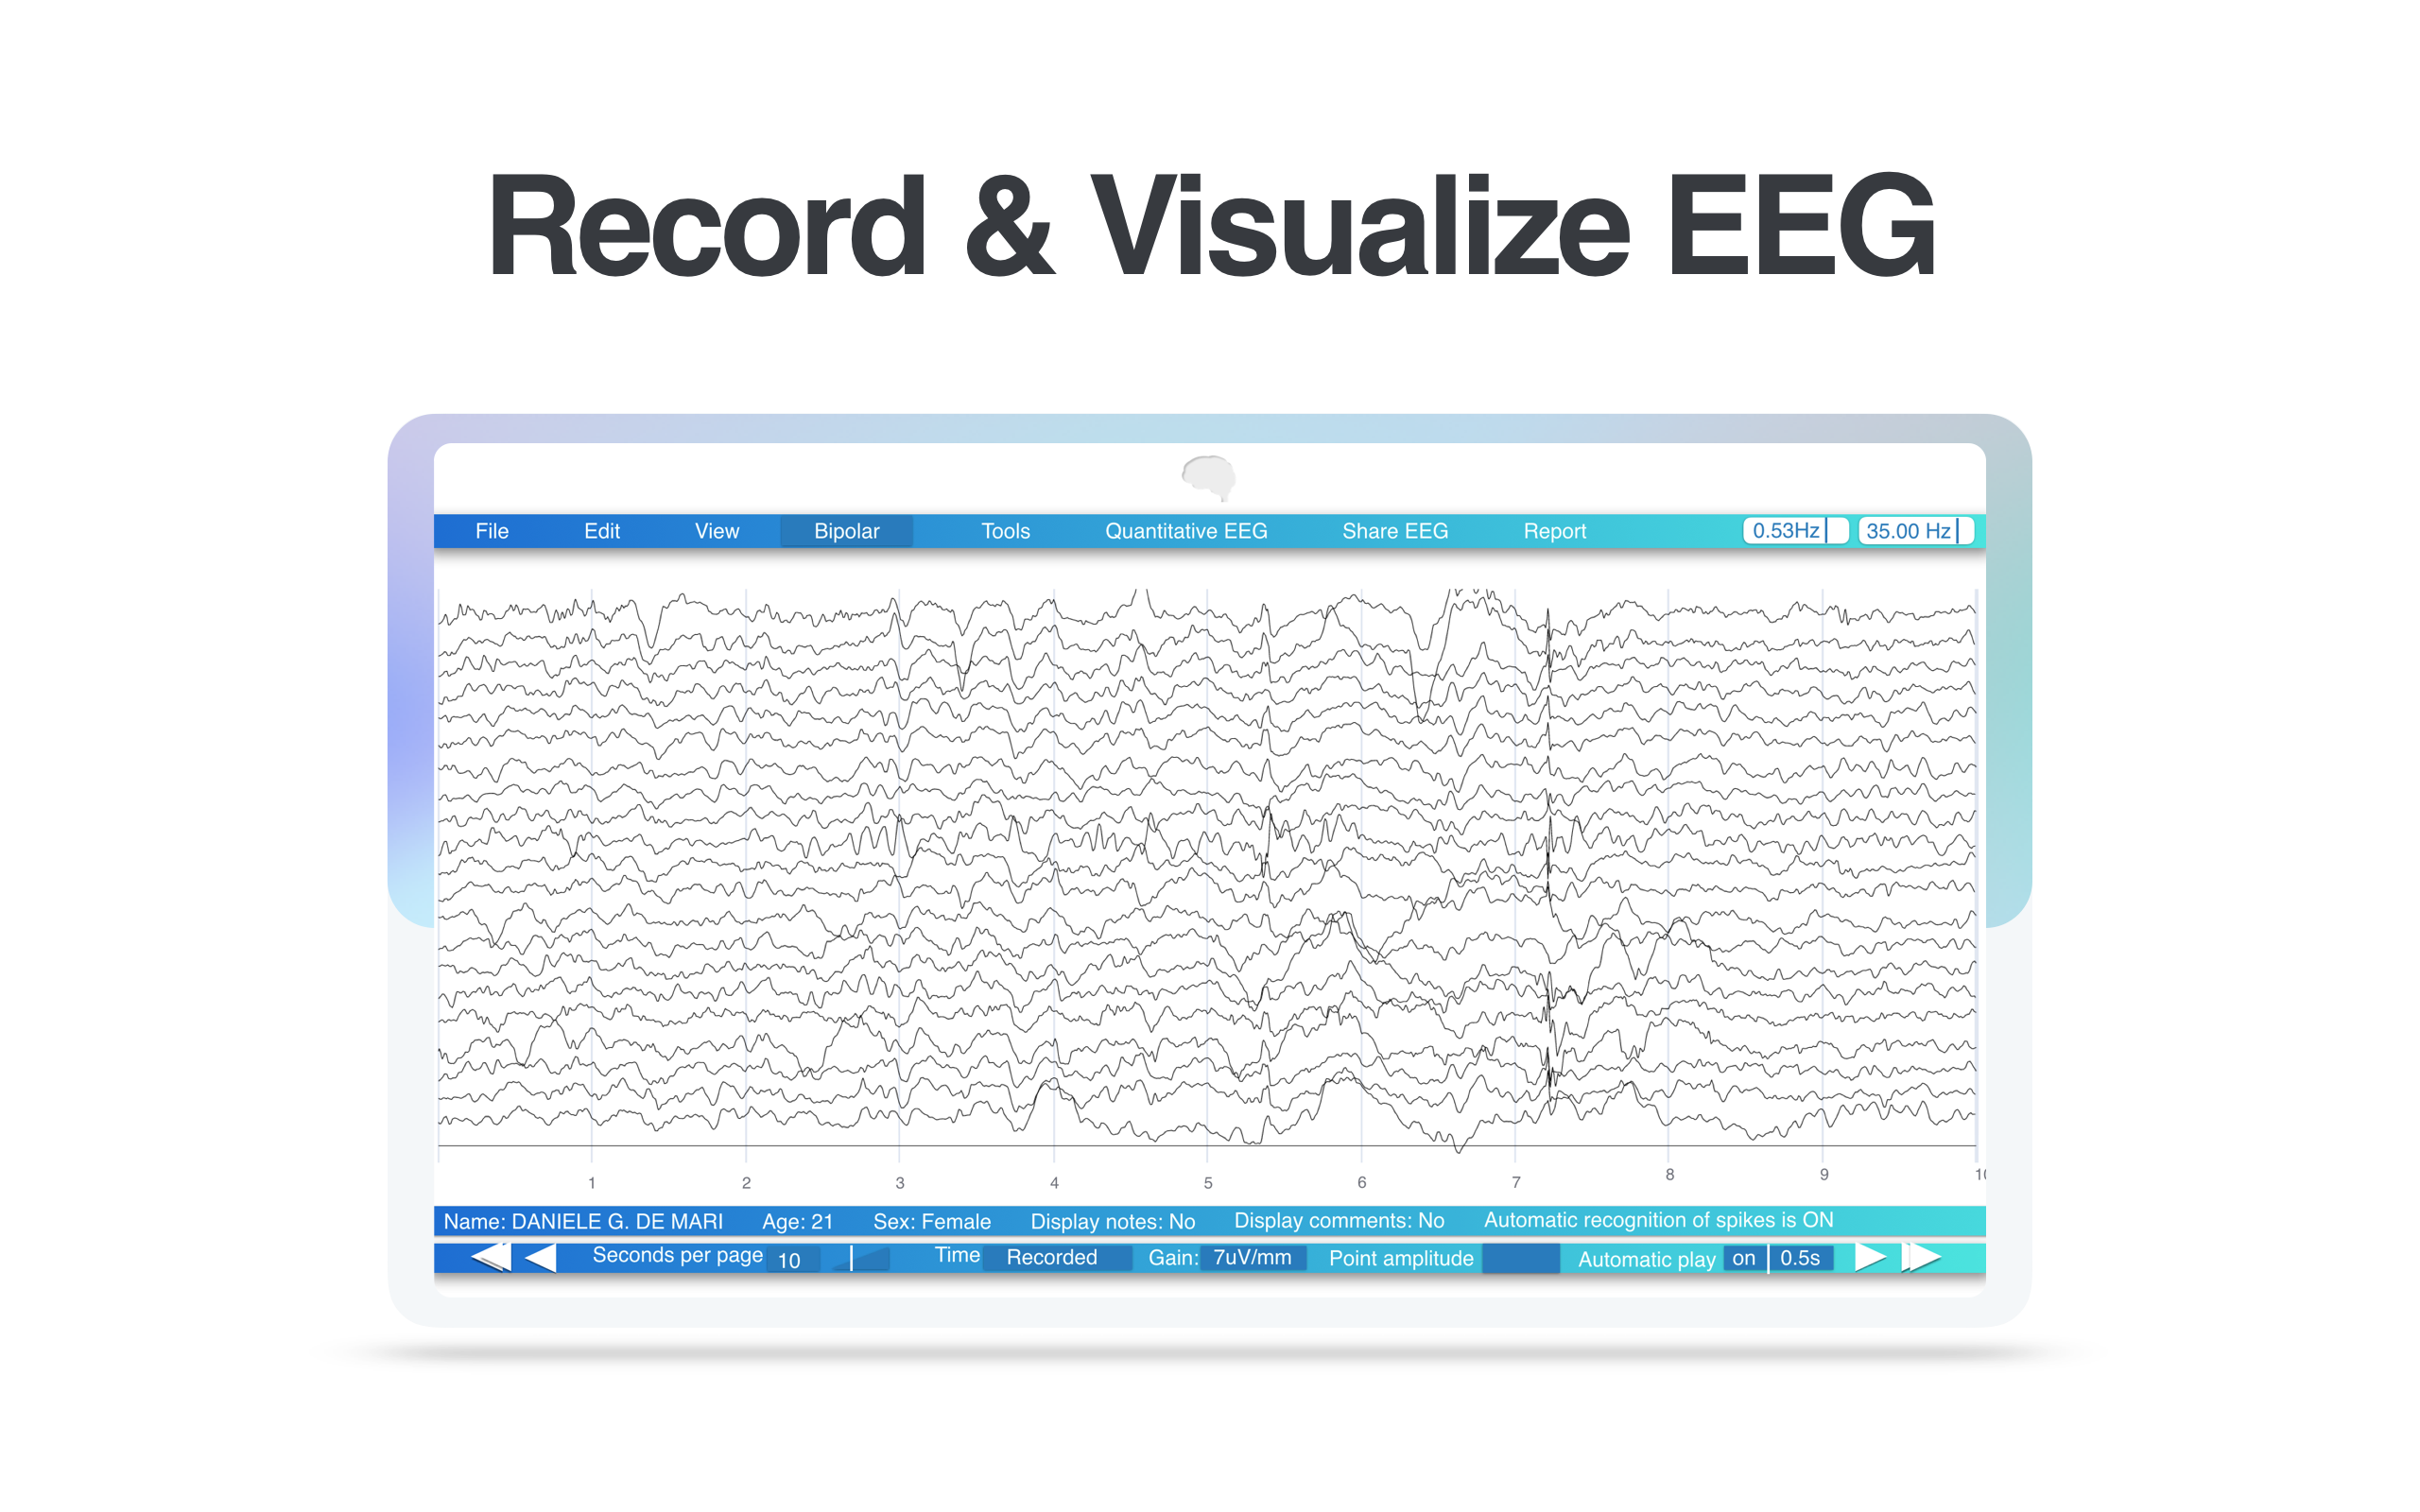 Record & Visualize EEG
File Edit View Bipolar Tools Quantitative EEG Share EEG Report 0.53Hz 35.00 Hz
1 2 3 4 5 6 7 8 9
Name: DANIELE G. DE MARI Age: 21 Sex: Female Display notes: No Display comments: No Automatic recognition of spikes is ON
Seconds per page 10 Time Recorded Gain: 7uV/mm Point amplitude Automatic play on 0.5s